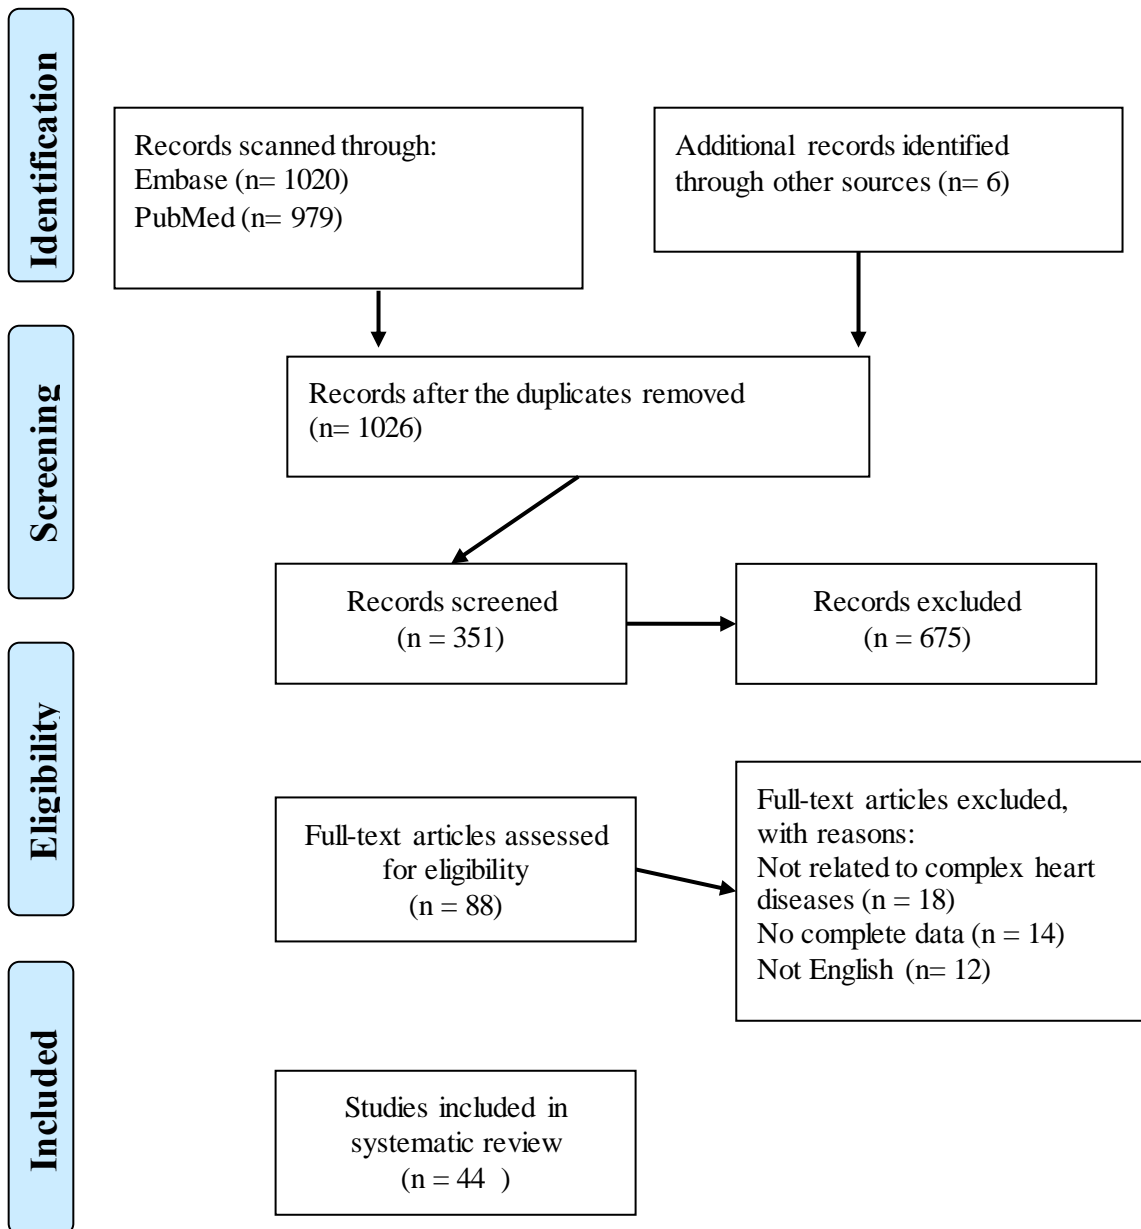 Identification
Records scanned through:
Embase (n= 1020)
PubMed (n= 979)
Additional records identified
through other sources (n= 6)
Screening
Records after the duplicates removed
(n= 1026)
Records screened
(n = 351)
Records excluded
(n = 675)
Eligibility
Full-text articles assessed
for eligibility
(n = 88)
Full-text articles excluded,
with reasons:
Not related to complex heart
diseases (n = 18)
No complete data (n = 14)
Not English (n= 12)
Included
Studies included in
systematic review
(n = 44 )